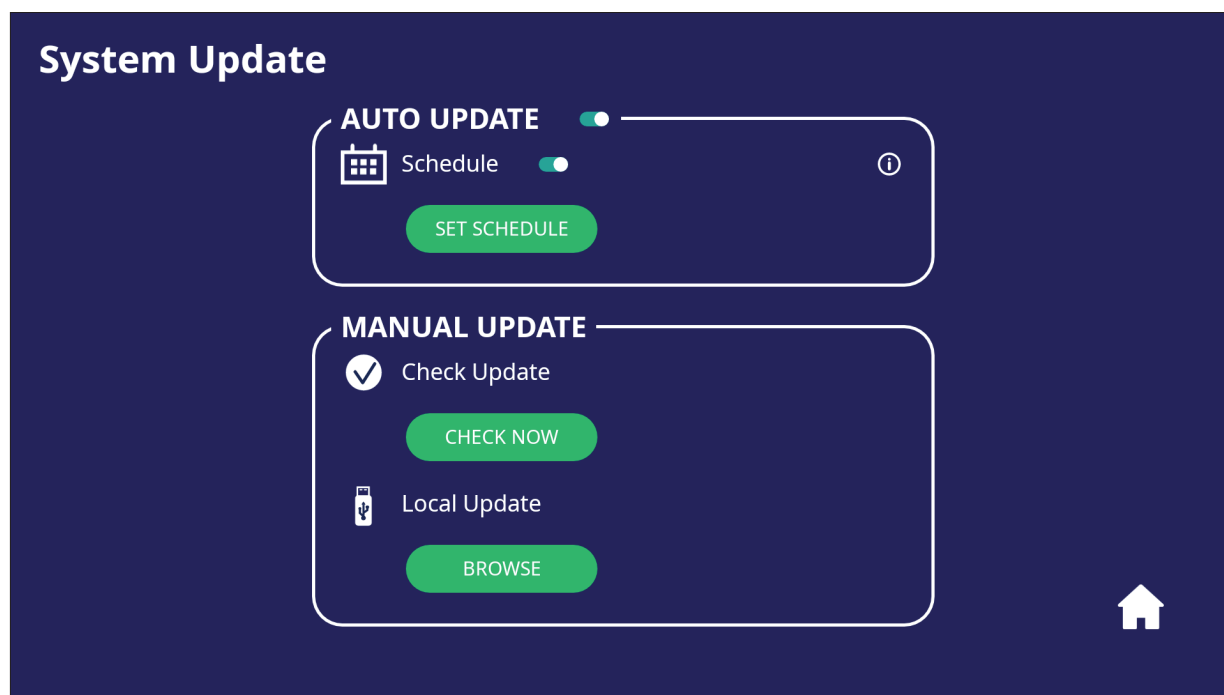 System Update
AUTO UPDATE
Schedule
SET SCHEDULE
MANUAL UPDATE
Check Update
CHECK NOW
Local Update
BROWSE